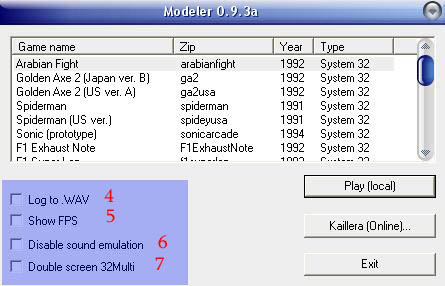 Modeler 0.9.3a
Game name Zip Year Type
Arabian Fight arabianfight 1992 System 32
Golden Axe 2 (Japan ver. B) ga2 1992 System 32
Golden Axe 2 (US ver. A) ga2usa 1992 System 32
Spiderman spiderman 1991 System 32
Spiderman (US ver.) spideyusa 1991 System 32
Sonic (prototype) sonicarcade 1994 System 32
F1 Exhaust Note F1ExhaustNote 1992 System 32
Log to .WAV 4
Show FPS 5
Disable sound emulation 6
Double screen 32Multi 7
Play (local)
Kaillera (Online)...
Exit